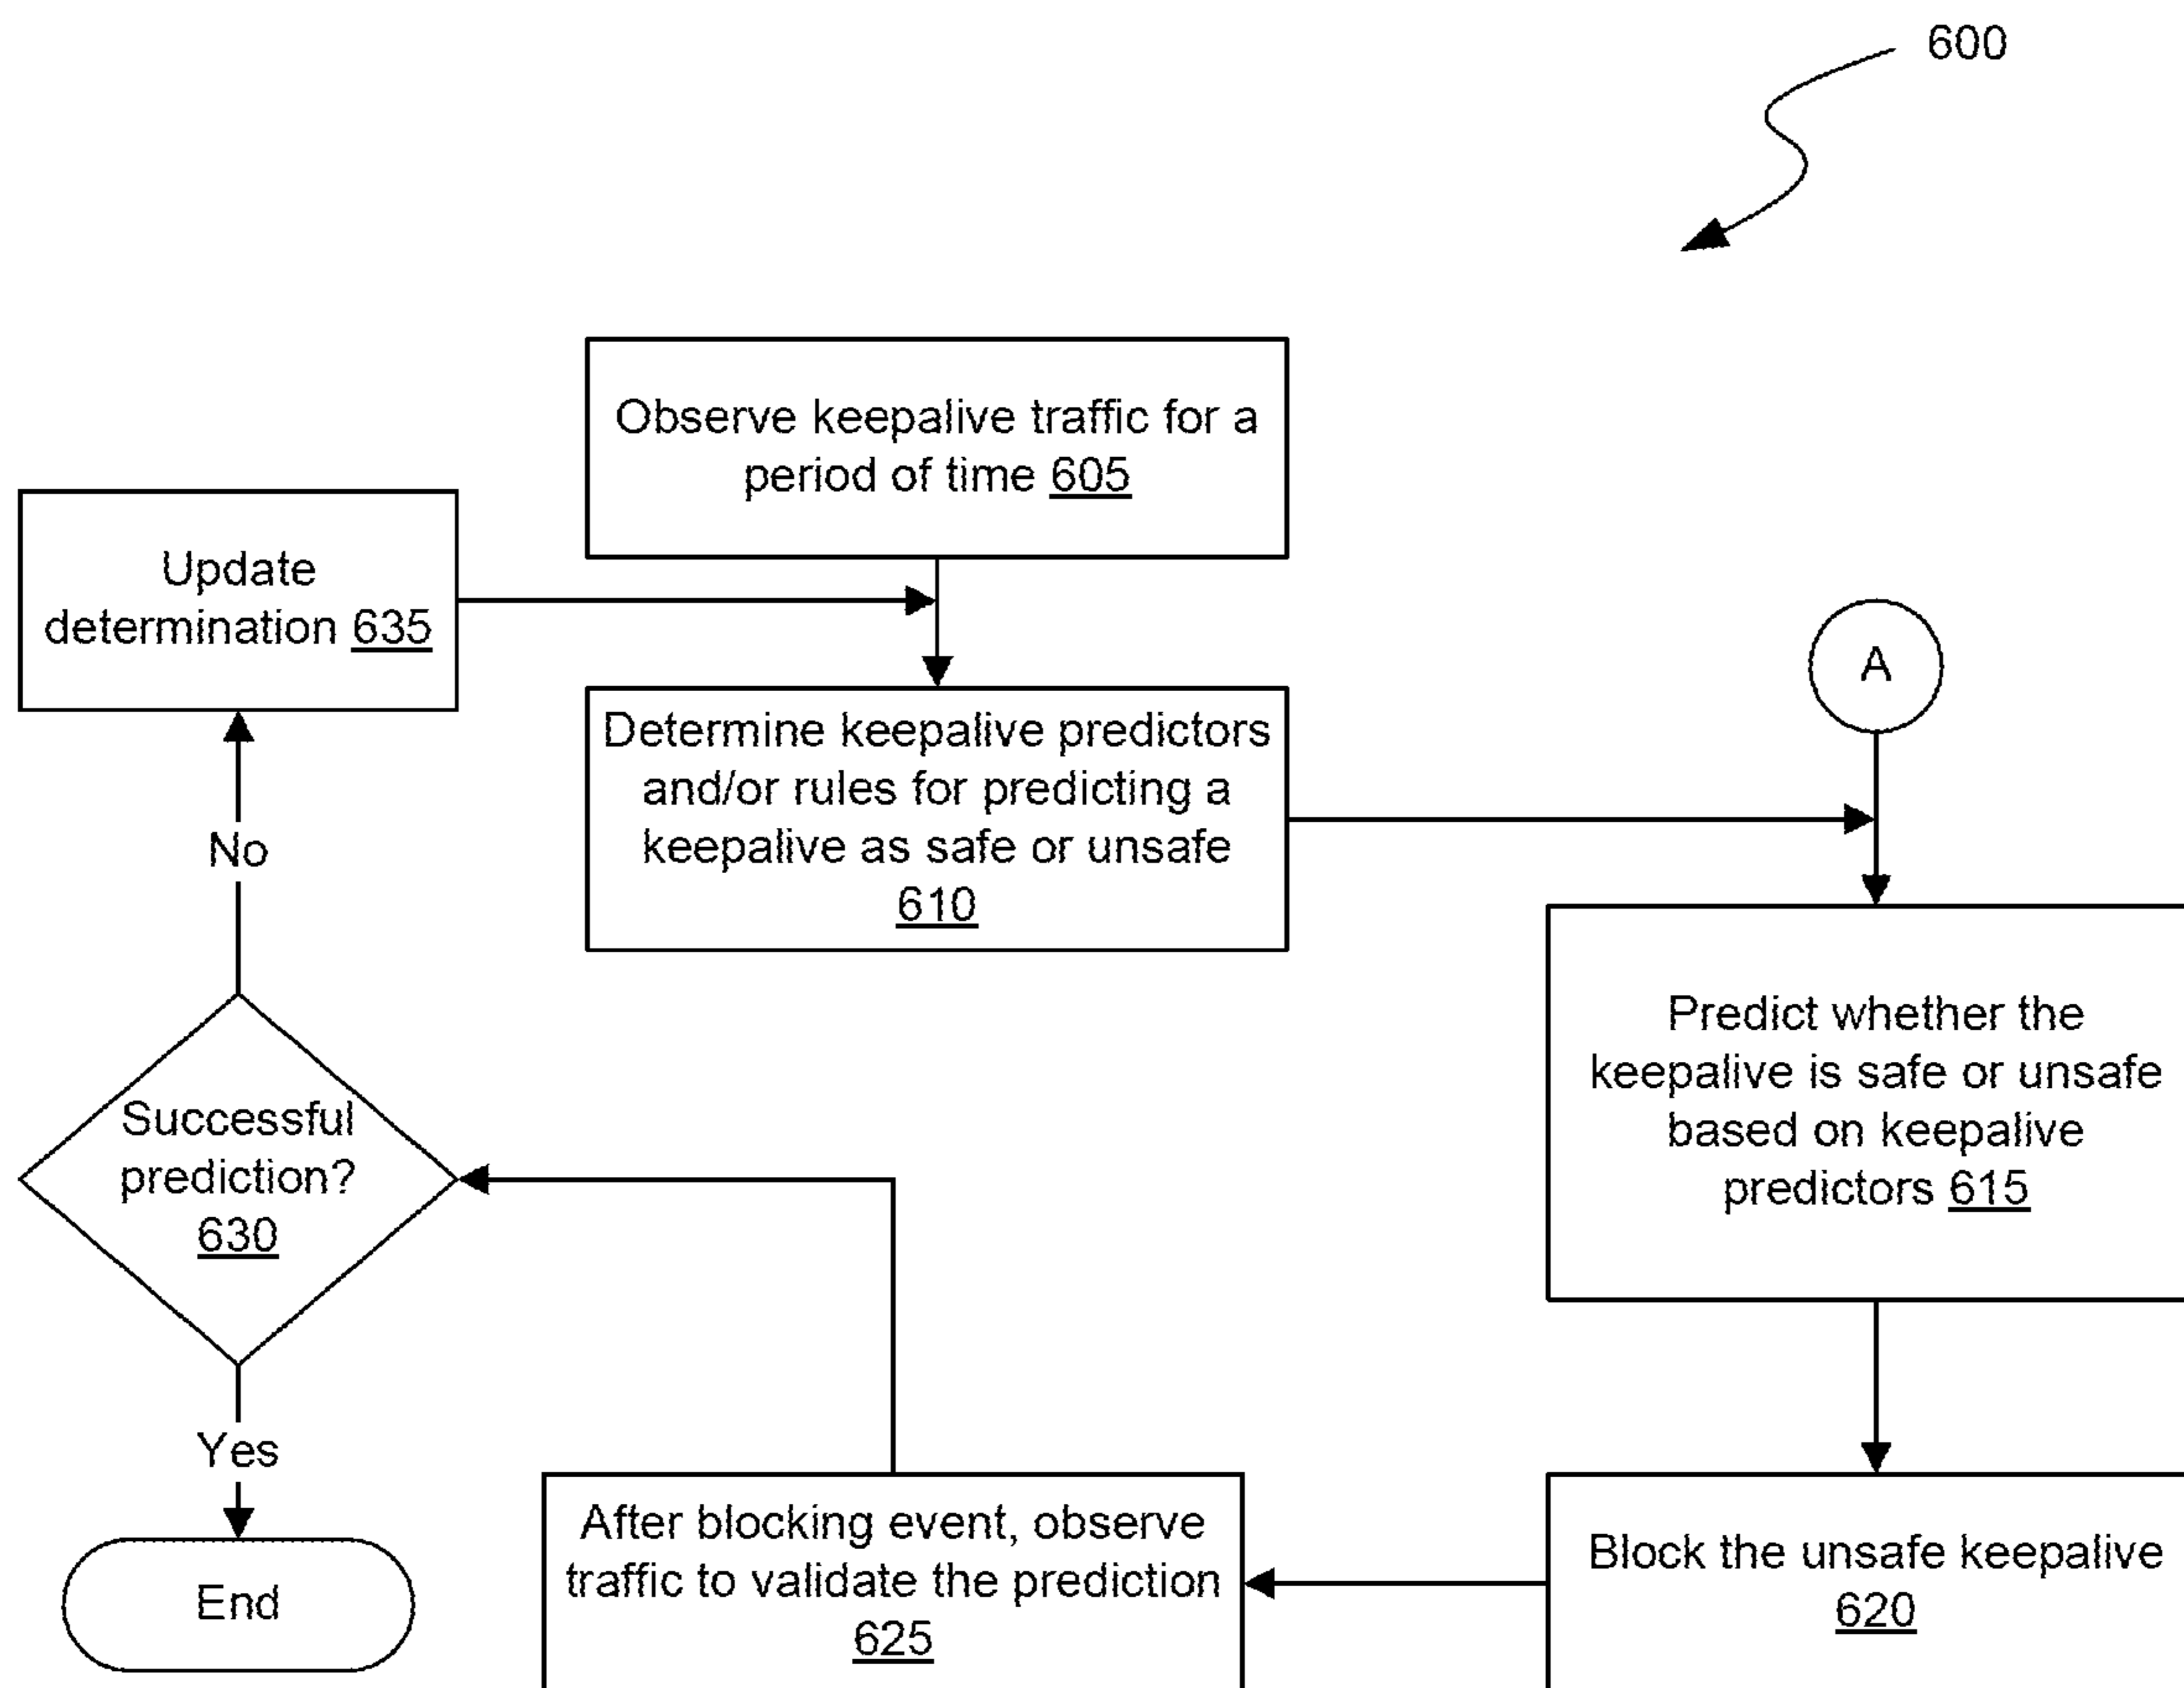 600
Observe keepalive traffic for a
period of time 605
Update
determination 635
A
Determine keepalive predictors
and/or rules for predicting a
keepalive as safe or unsafe
610
No
Predict whether the
keepalive is safe or unsafe
based on keepalive
predictors 615
Successful
prediction?
630
Yes
After blocking event, observe
traffic to validate the prediction
625
Block the unsafe keepalive
620
End